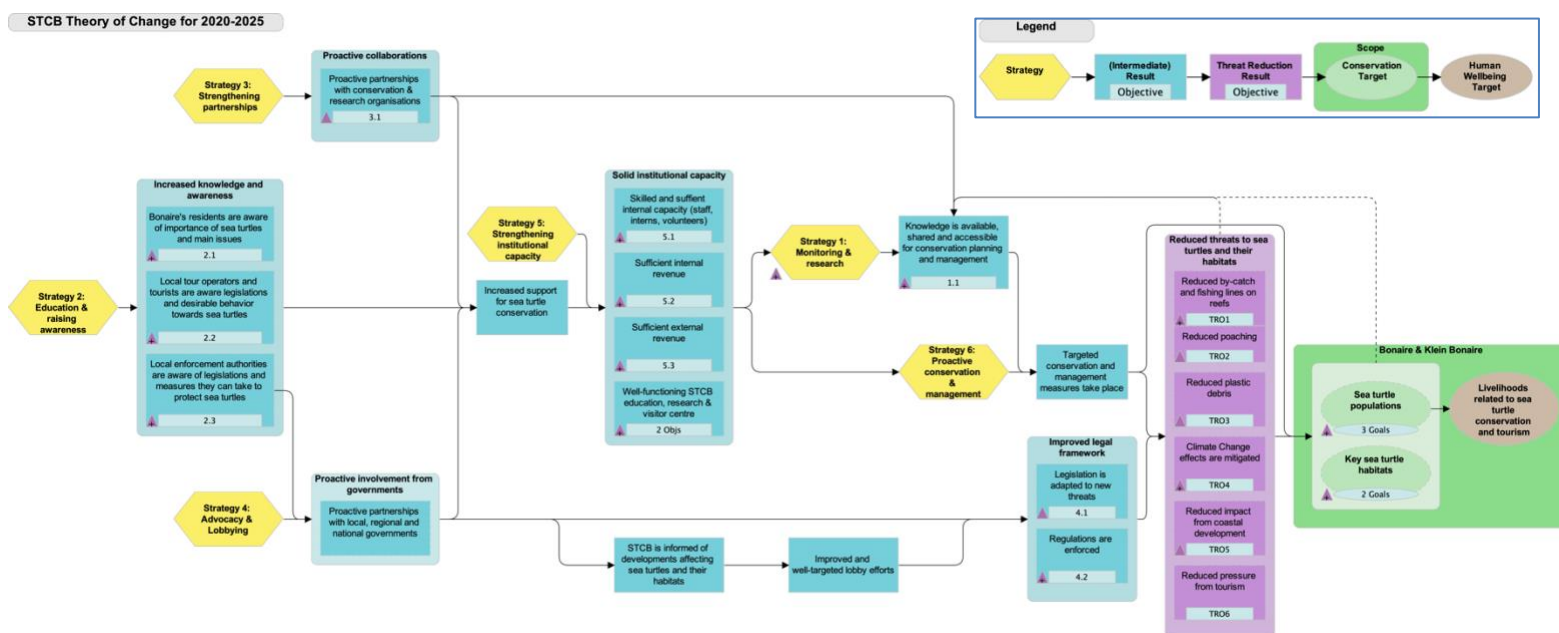 STCB Theory of Change for 2020-2025
Legend
Strategy
(Intermediate)
Result
Objective
Threat Reduction
Result
Objective
Scope
Conservation
Target
Human
Wellbeing
Target
Strategy 3:
Strengthening
partnerships
Proactive collaborations
Proactive partnerships
with conservation &
research organisations
3.1
Strategy 2:
Education &
raising
awareness
Increased knowledge and
awareness
Bonaire's residents are aware
of importance of sea turtles
and main issues
2.1
Local tour operators and
tourists are aware legislations
and desirable behavior
towards sea turtles
2.2
Local enforcement authorities
are aware of legislations and
measures they can take to
protect sea turtles
2.3
Strategy 4:
Advocacy &
Lobbying
Proactive involvement from
governments
Proactive partnerships
with local, regional and
national governments
Strategy 5:
Strengthening
institutional
capacity
Increased support
for sea turtle
conservation
Solid institutional capacity
Skilled and suffient
internal capacity (staff,
interns, volunteers)
5.1
Sufficient internal
revenue
5.2
Sufficient external
revenue
5.3
Well-functioning STCB
education, research &
visitor centre
2 Objs
STCB is informed of
developments affecting
sea turtles and their
habitats
Improved and
well-targeted lobby efforts
Strategy 1:
Monitoring &
research
Knowledge is available,
shared and accessible
for conservation planning
and management
1.1
Strategy 6:
Proactive
conservation
&
management
Targeted
conservation and
management
measures take place
Improved legal
framework
Legislation is
adapted to new
threats
4.1
Regulations are
enforced
4.2
Reduced threats to sea
turtles and their
habitats
Reduced by-catch
and fishing lines on
reefs
TRO1
Reduced poaching
TRO2
Reduced plastic
debris
TRO3
Climate Change
effects are mitigated
TRO4
Reduced impact
from coastal
development
TRO5
Reduced pressure
from tourism
TRO6
Bonaire & Klein Bonaire
Sea turtle
populations
3 Goals
Key sea turtle
habitats
2 Goals
Livelihoods
related to sea
turtle
conservation
and tourism